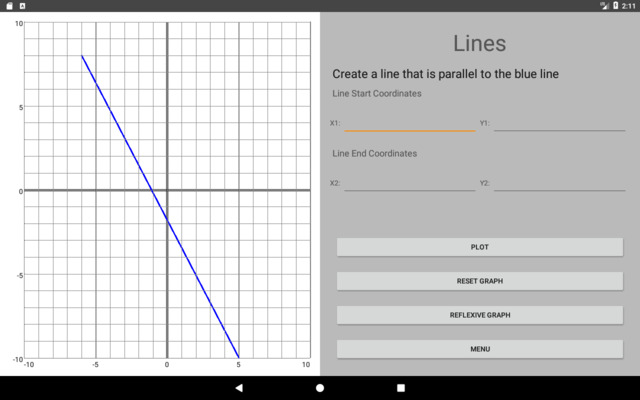 2:11
10
5
0
-5
-10
-10 -5 0 5 10
Lines
Create a line that is parallel to the blue line
Line Start Coordinates
X1: Y1:
Line End Coordinates
X2: Y2:
PLOT
RESET GRAPH
REFLEXIVE GRAPH
MENU